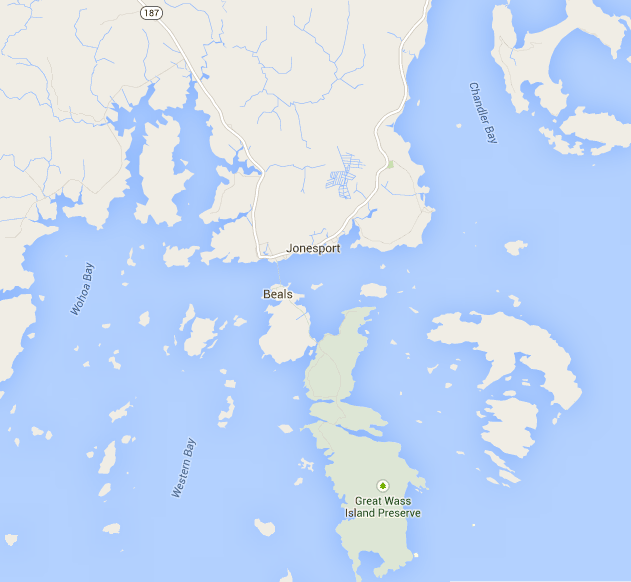 187
Chandler Bay
Jonesport
Wohoa Bay
Beals
Western Bay
Great Wass
Island Preserve